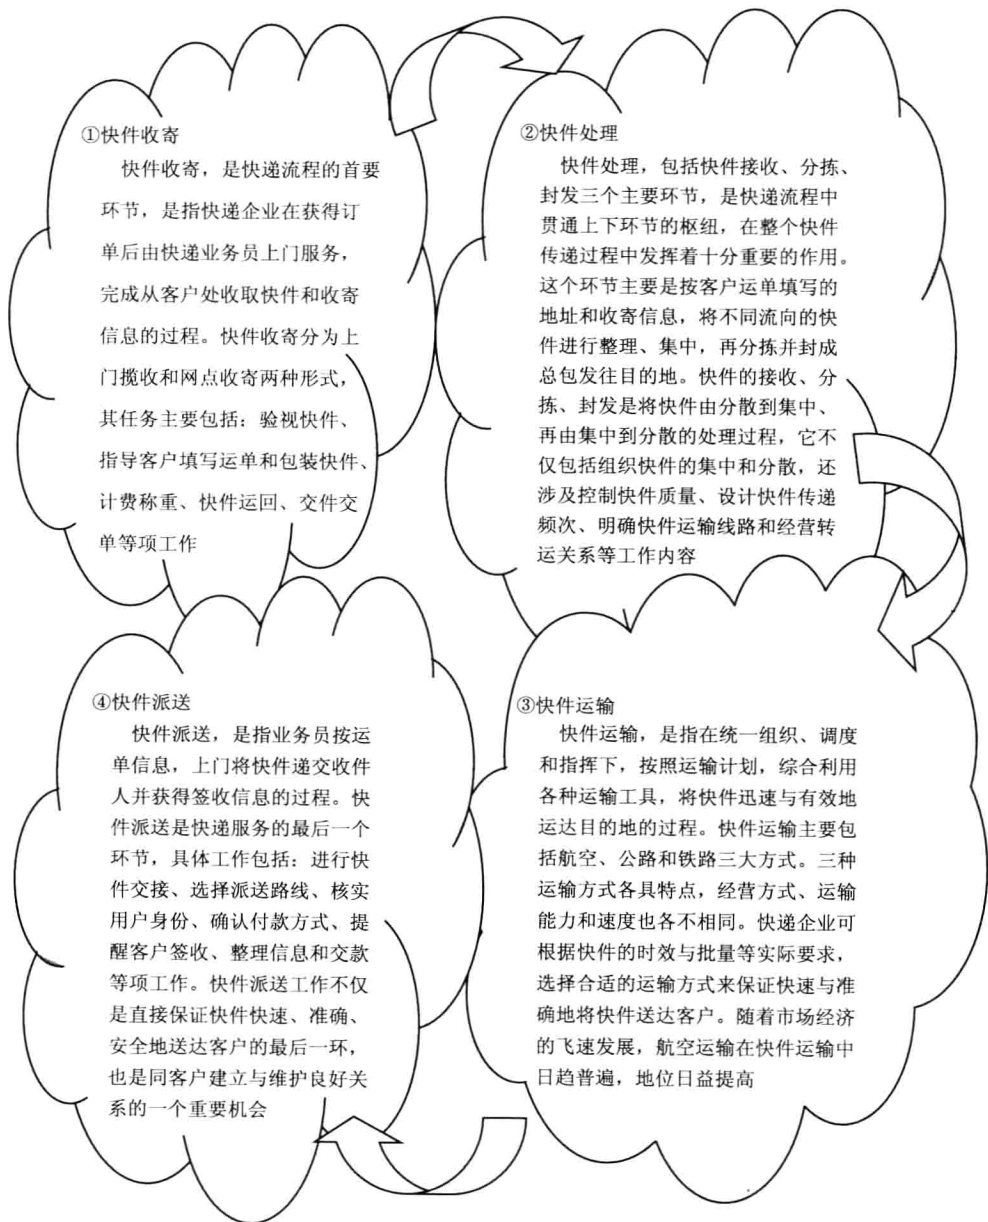 ①快件收寄
快件收寄，是快递流程的首要
环节，是指快递企业在获得订
单后由快递业务员上门服务，
完成从客户处收取快件和收寄
信息的过程。快件收寄分为上
门揽收和网点收寄两种形式，
其任务主要包括：验视快件、
指导客户填写运单和包装快件、
计费称重、快件运回、交件交
单等项工作
②快件处理
快件处理，包括快件接收、分拣、
封发三个主要环节，是快递流程中
贯通上下环节的枢纽，在整个快件
传递过程中发挥着十分重要的作用。
这个环节主要是按客户运单填写的
地址和收寄信息，将不同流向的快
件进行整理、集中，再分拣并封成
总包发往目的地。快件的接收、分
拣、封发是将快件由分散到集中、
再由集中到分散的处理过程，它不
仅包括组织快件的集中和分散，还
涉及控制快件质量、设计快件传递
频次、明确快件运输线路和经营转
运关系等工作内容
③快件运输
快件运输，是指在统一组织、调度
和指挥下，按照运输计划，综合利用
各种运输工具，将快件迅速与有效地
运达目的地的过程。快件运输主要包
括航空、公路和铁路三大方式。三种
运输方式各具特点，经营方式、运输
能力和速度也各不相同。快递企业可
根据快件的时效与批量等实际要求，
选择合适的运输方式来保证快速与准
确地将快件送达客户。随着市场经济
的飞速发展，航空运输在快件运输中
日趋普遍，地位日益提高
④快件派送
快件派送，是指业务员按运
单信息，上门将快件递交收件
人并获得签收信息的过程。快
件派送是快递服务的最后一个
环节，具体工作包括：进行快
件交接、选择派送路线、核实
用户身份、确认付款方式、提
醒客户签收、整理信息和交款
等项工作。快件派送工作不仅
是直接保证快件快速、准确、
安全地送达客户的最后一环，
也是同客户建立与维护良好关
系的一个重要机会